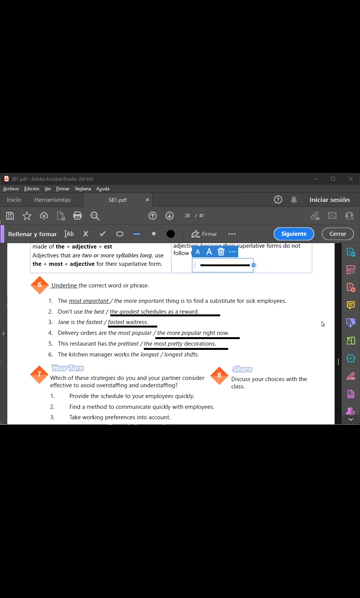 SB1.pdf - Adobe Acrobat Reader (64-bit)
Archivo Edición Ver Firmar Ventana Ayuda
Inicio Herramientas SB1.pdf × Iniciar sesión
28 / 41
Rellenar y firmar Ab Firmar Siguiente Cerrar
made of the + adjective + est
Adjectives that are two or more syllables long, use
the + most + adjective for their superlative form.
superlative forms do not
follow
A A
6 Underline the correct word or phrase.
1. The most important / the more important thing is to find a substitute for sick employees.
2. Don't use the best / the goodest schedules as a reward.
3. Jane is the fastest / fastest waitress.
4. Delivery orders are the most popular / the more popular right now.
5. This restaurant has the prettiest / the most pretty decorations.
6. The kitchen manager works the longest / longest shifts.
7 Your Turn
Which of these strategies do you and your partner consider
effective to avoid overstaffing and understaffing?
1. Provide the schedule to your employees quickly.
2. Find a method to communicate quickly with employees.
3. Take working preferences into account.
8 Share
Discuss your choices with the
class.